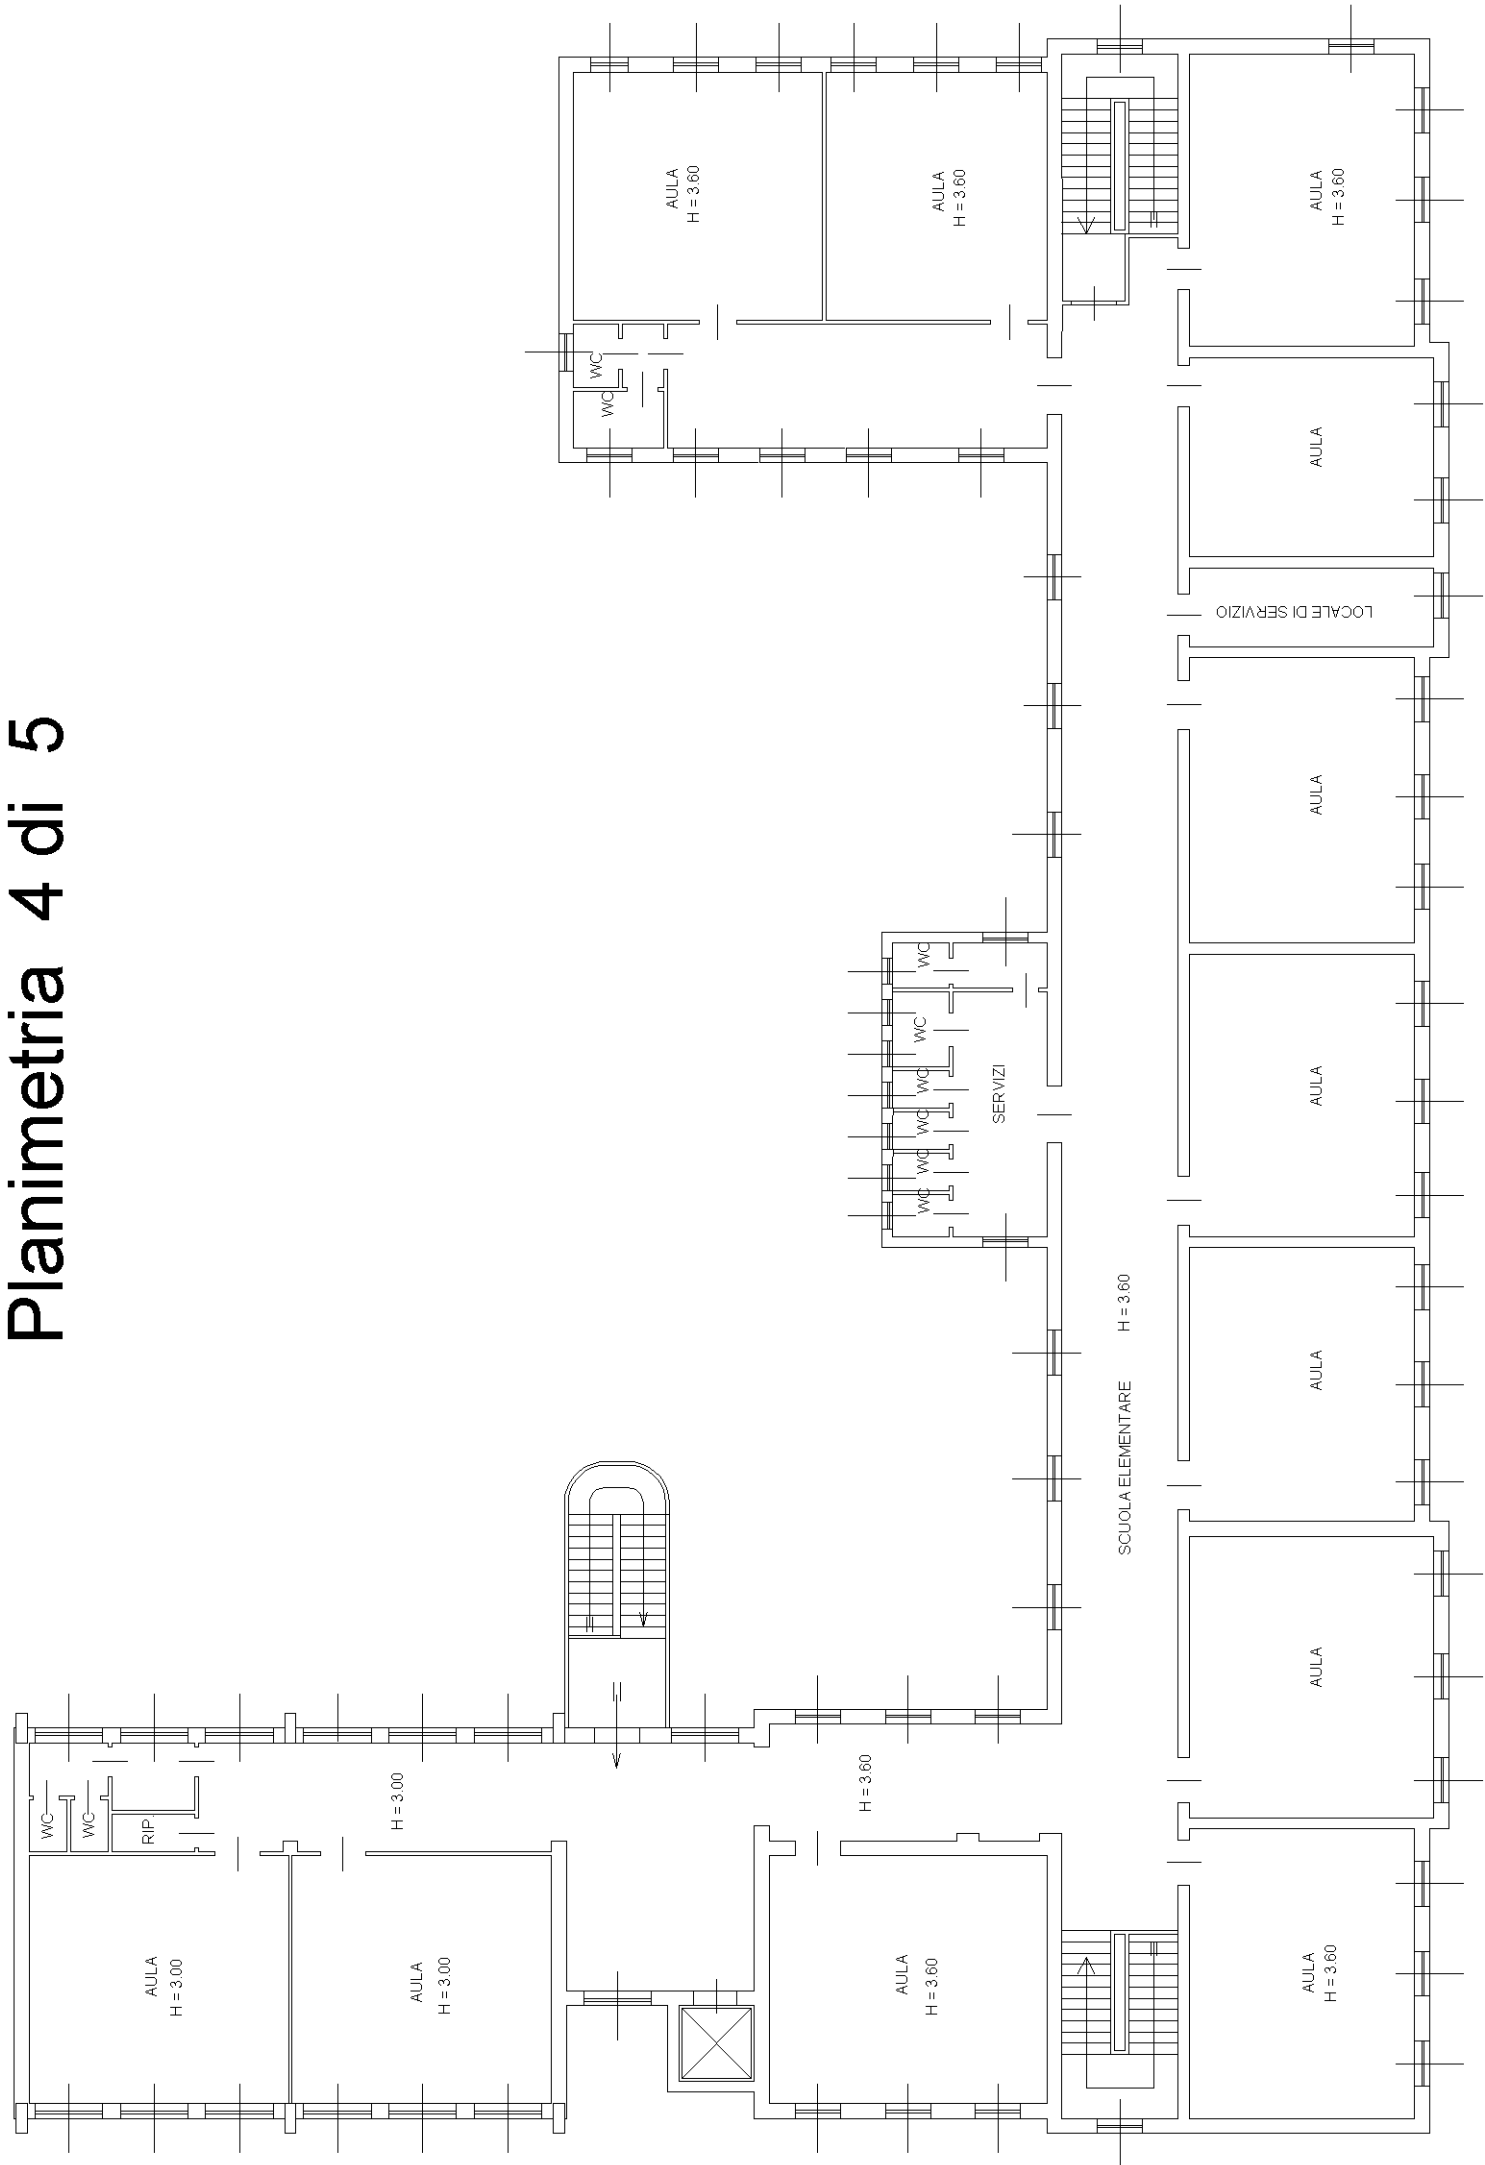 Planimetria 4 di 5
AULA
H = 3.60
AULA
H = 3.60
AULA
H = 3.60
WC
WC
AULA
LOCALE DI SERVIZIO
AULA
WC
WC
WC
WC
WC
WC
SERVIZI
AULA
SCUOLA ELEMENTARE H = 3.60
AULA
AULA
H = 3.00
H = 3.60
WC
WC
RIP.
AULA
H = 3.00
AULA
H = 3.00
AULA
H = 3.60
AULA
H = 3.60